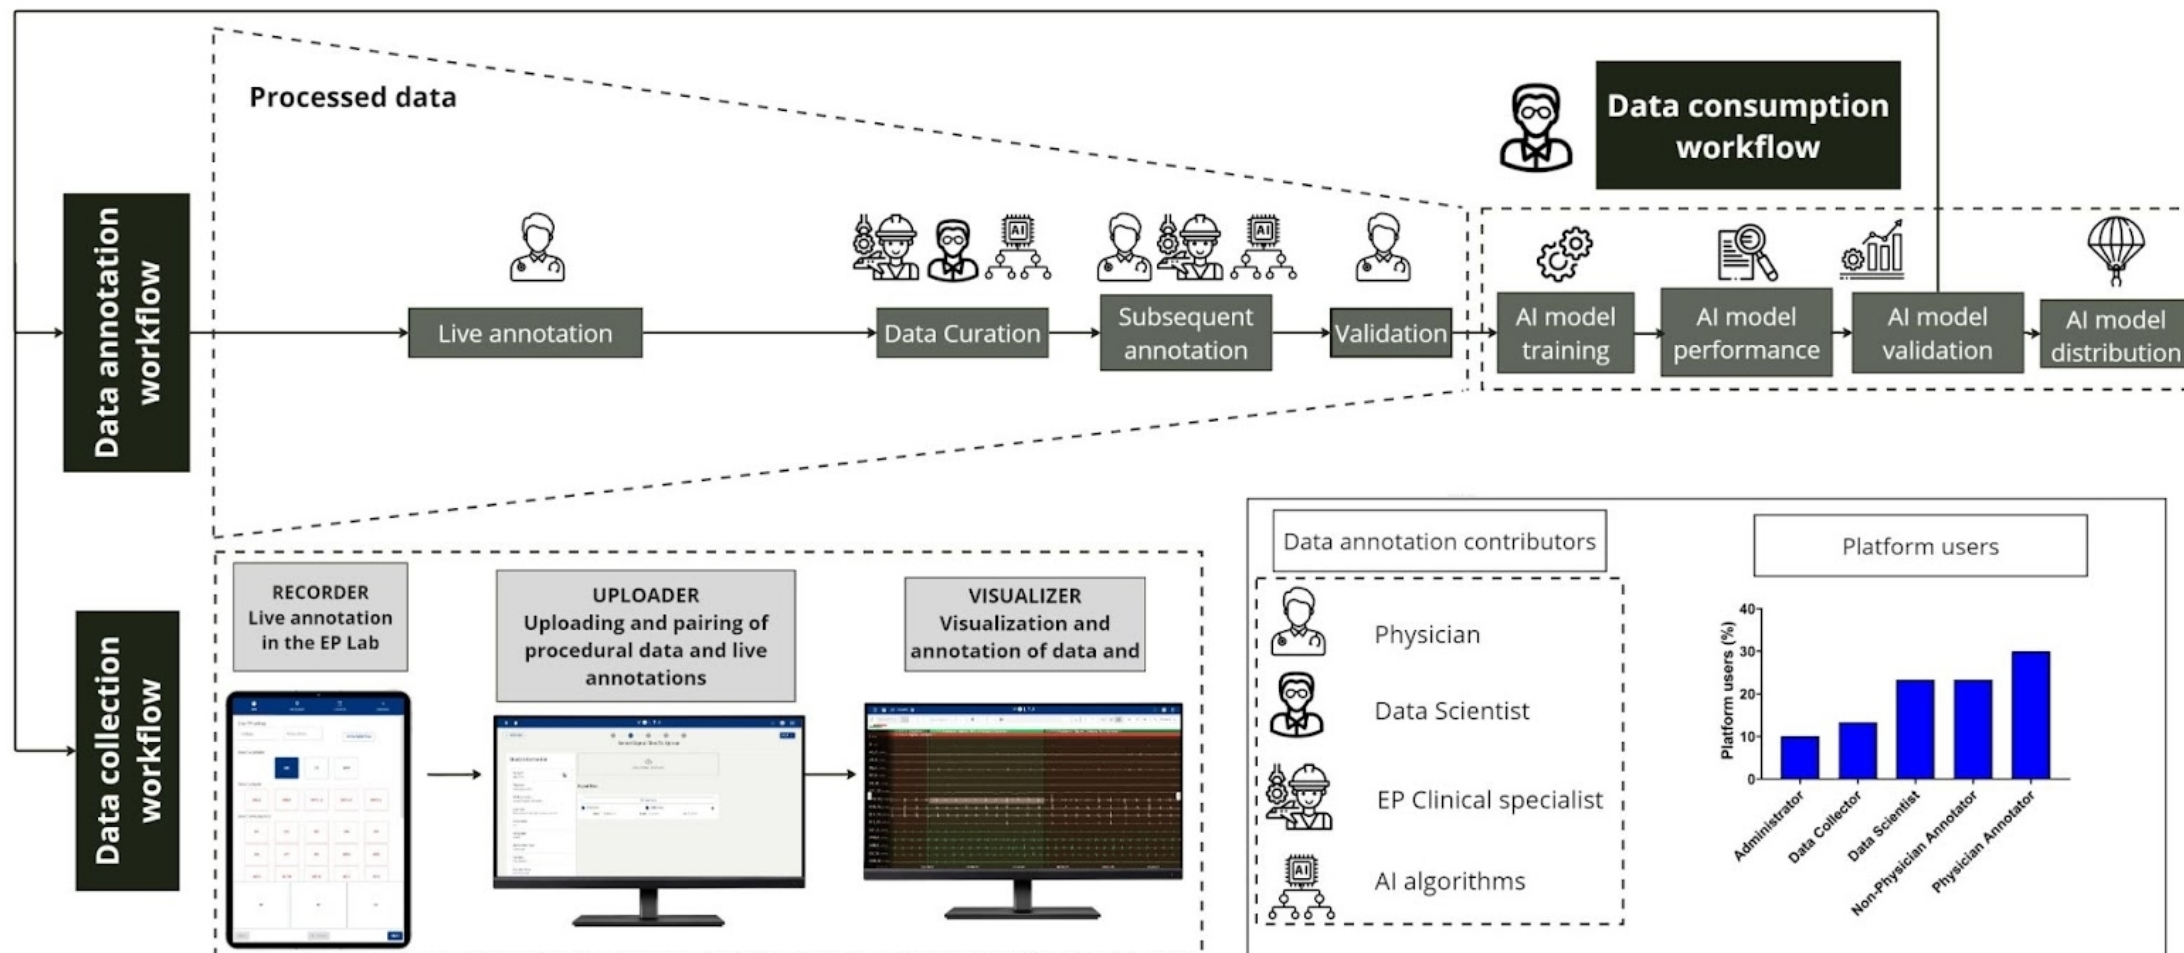 Processed data
Data consumption
workflow
Data annotation
workflow
Live annotation
Data Curation
Subsequent
annotation
Validation
AI model
training
AI model
performance
AI model
validation
AI model
distribution
AI
AI
Data collection
workflow
RECORDER
Live annotation
in the EP Lab
UPLOADER
Uploading and pairing of
procedural data and live
annotations
VISUALIZER
Visualization and
annotation of data and
Data annotation contributors
Physician
Data Scientist
EP Clinical specialist
AI
AI algorithms
Platform users
Platform users (%)
40
30
20
10
0
Administrator
Data Collector
Data Scientist
Non-Physician Annotator
Physician Annotator